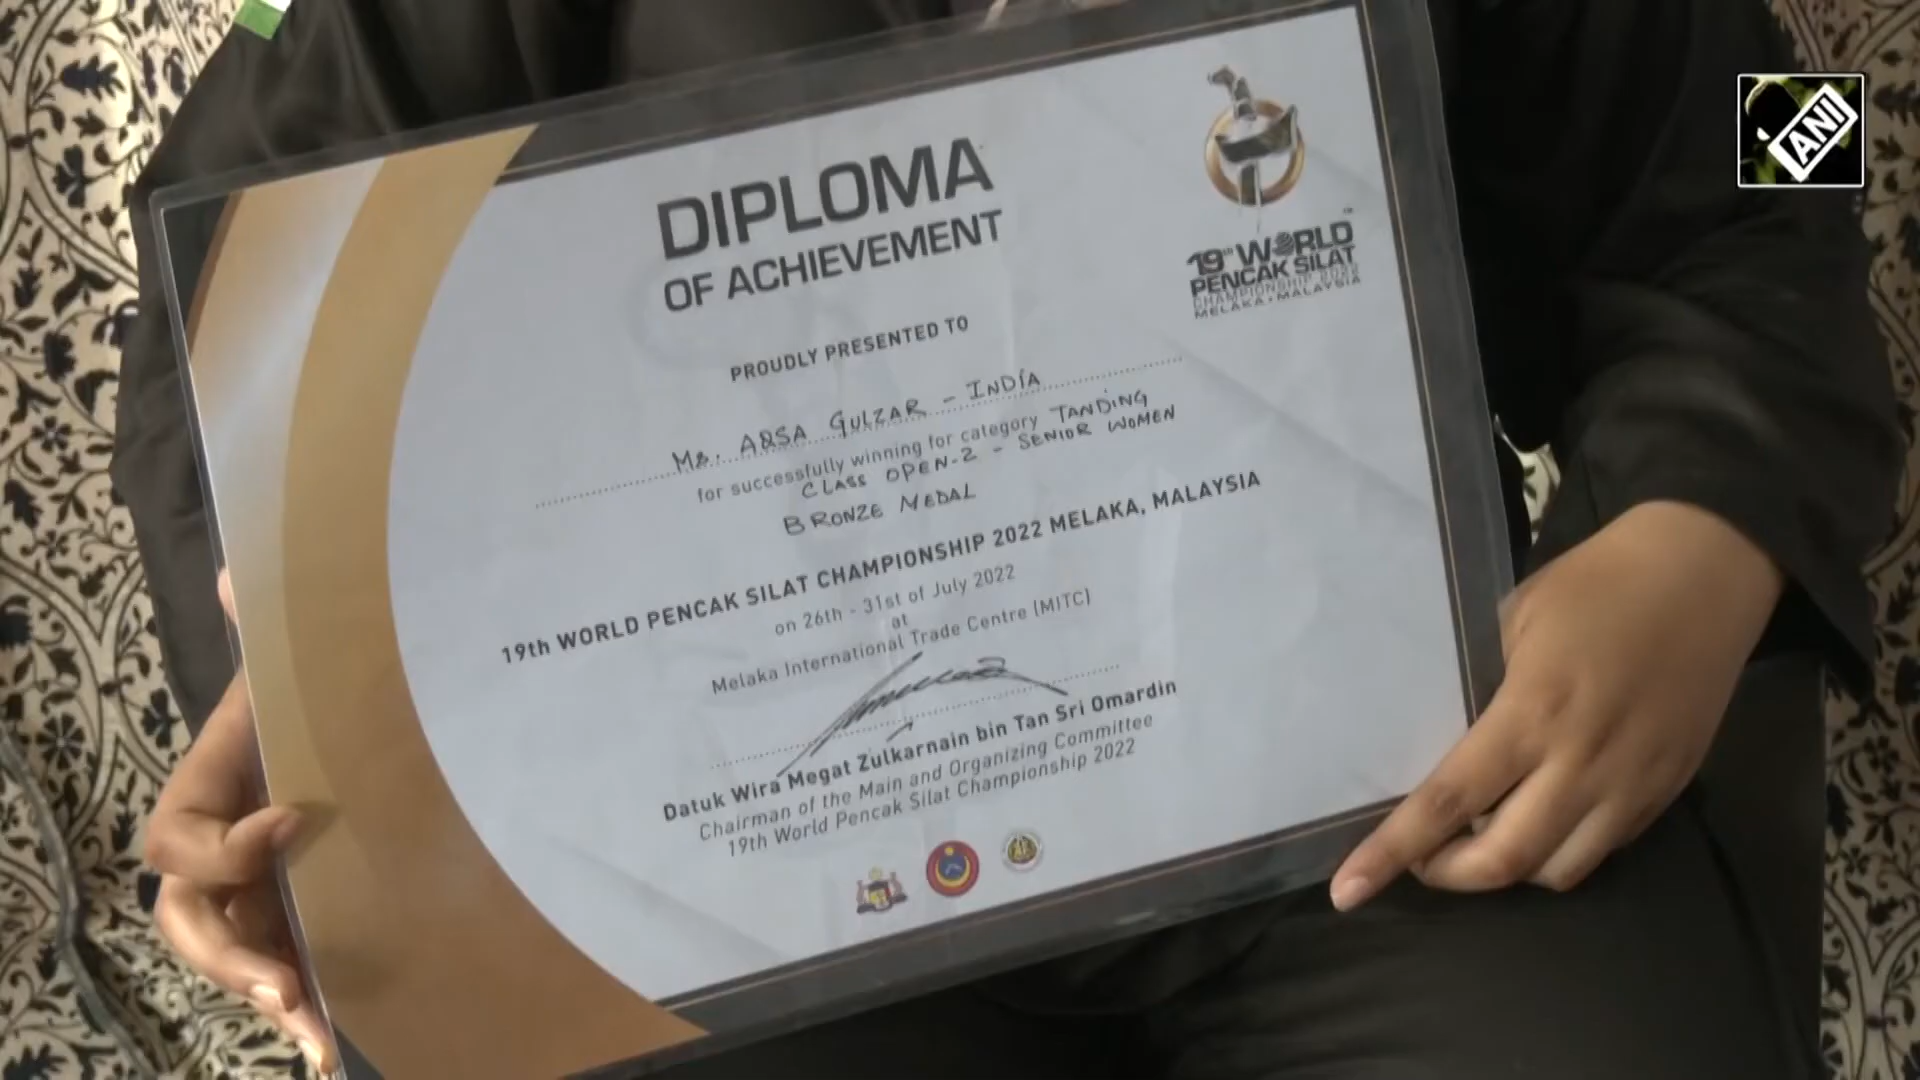 DIPLOMA
OF ACHIEVEMENT
PROUDLY PRESENTED TO
Ms. AQSA GULZAR - INDIA
for successfully winning for category TANDING
CLASS OPEN-2 - SENIOR WOMEN
BRONZE MEDAL
19th WORLD PENCAK SILAT CHAMPIONSHIP 2022 MELAKA, MALAYSIA
on 26th - 31st of July 2022
at
Melaka International Trade Centre (MITC)
Datuk Wira Megat Zulkarnain bin Tan Sri Omardin
Chairman of the Main and Organizing Committee
19th World Pencak Silat Championship 2022
19TH WORLD
PENCAK SILAT
CHAMPIONSHIP 2022
MELAKA • MALAYSIA
ANI